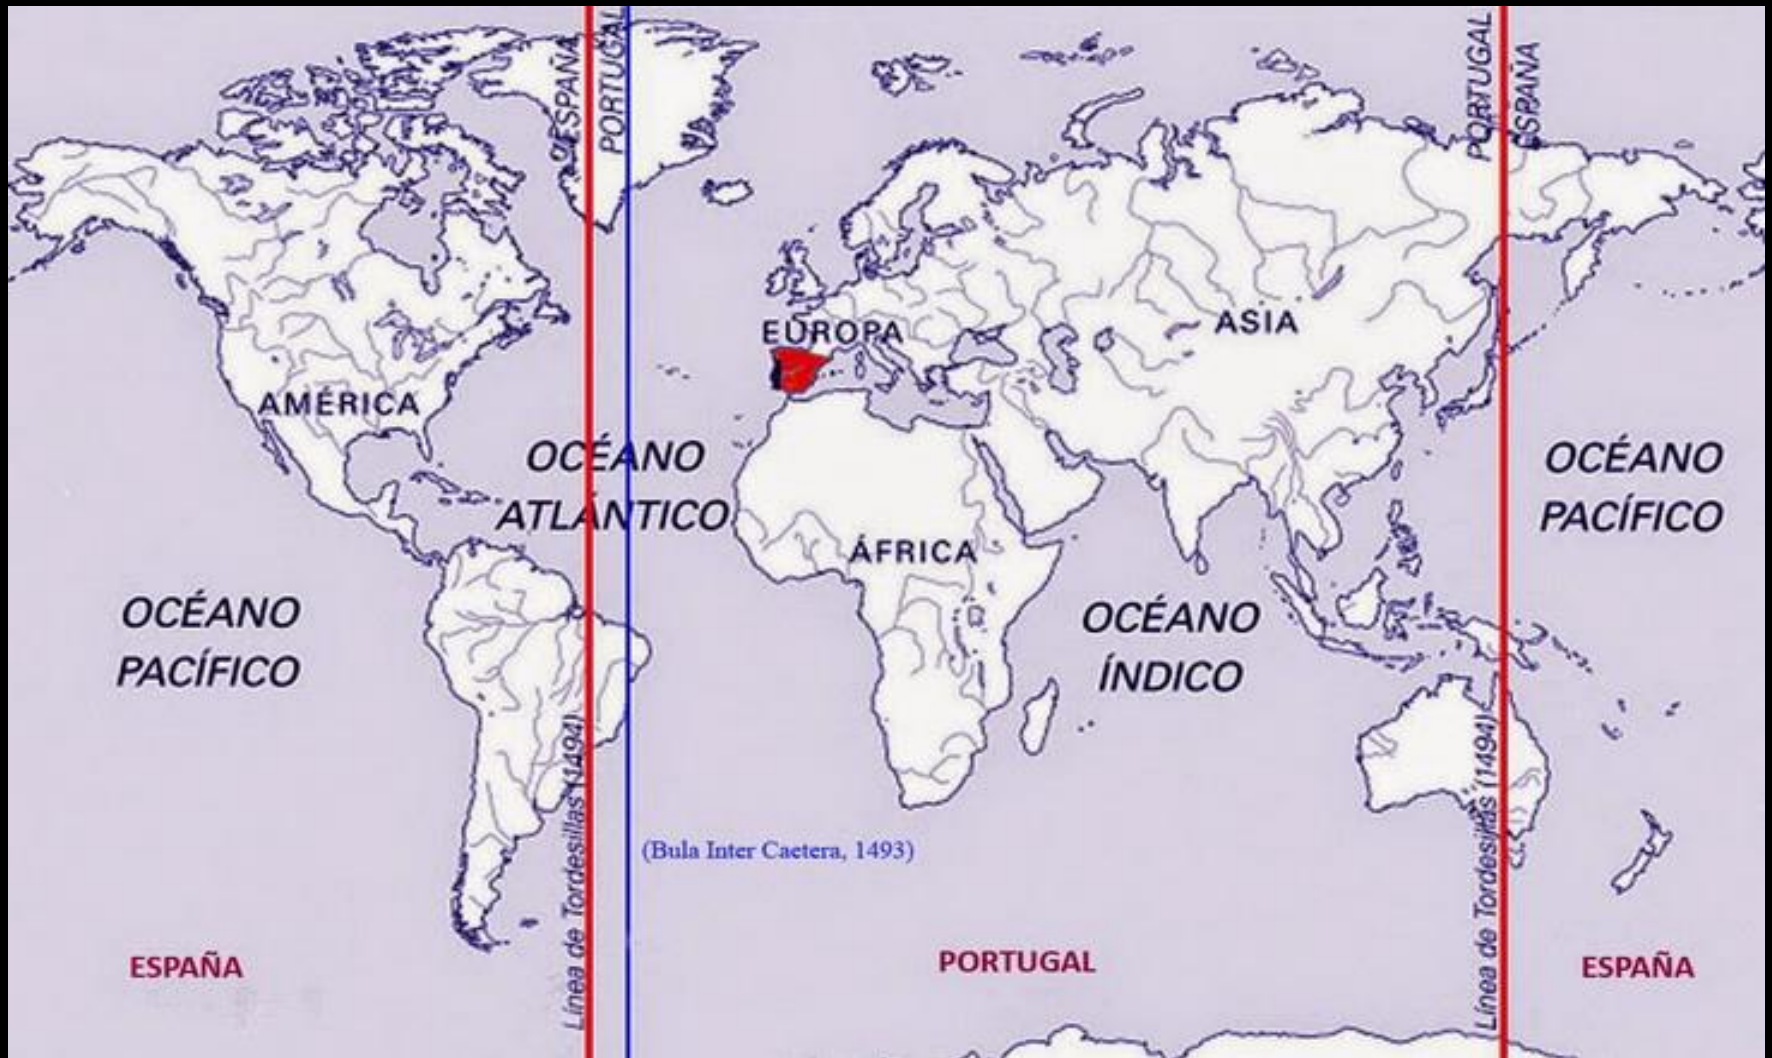 ESPAÑA
PORTUGAL
PORTUGAL
ESPAÑA
EUROPA
ASIA
AMÉRICA
OCÉANO
ATLÁNTICO
OCÉANO
PACÍFICO
ÁFRICA
OCÉANO
PACÍFICO
OCÉANO
ÍNDICO
Línea de Tordesillas (1494)
(Bula Inter Caetera, 1493)
Línea de Tordesillas (1494)
ESPAÑA
PORTUGAL
ESPAÑA